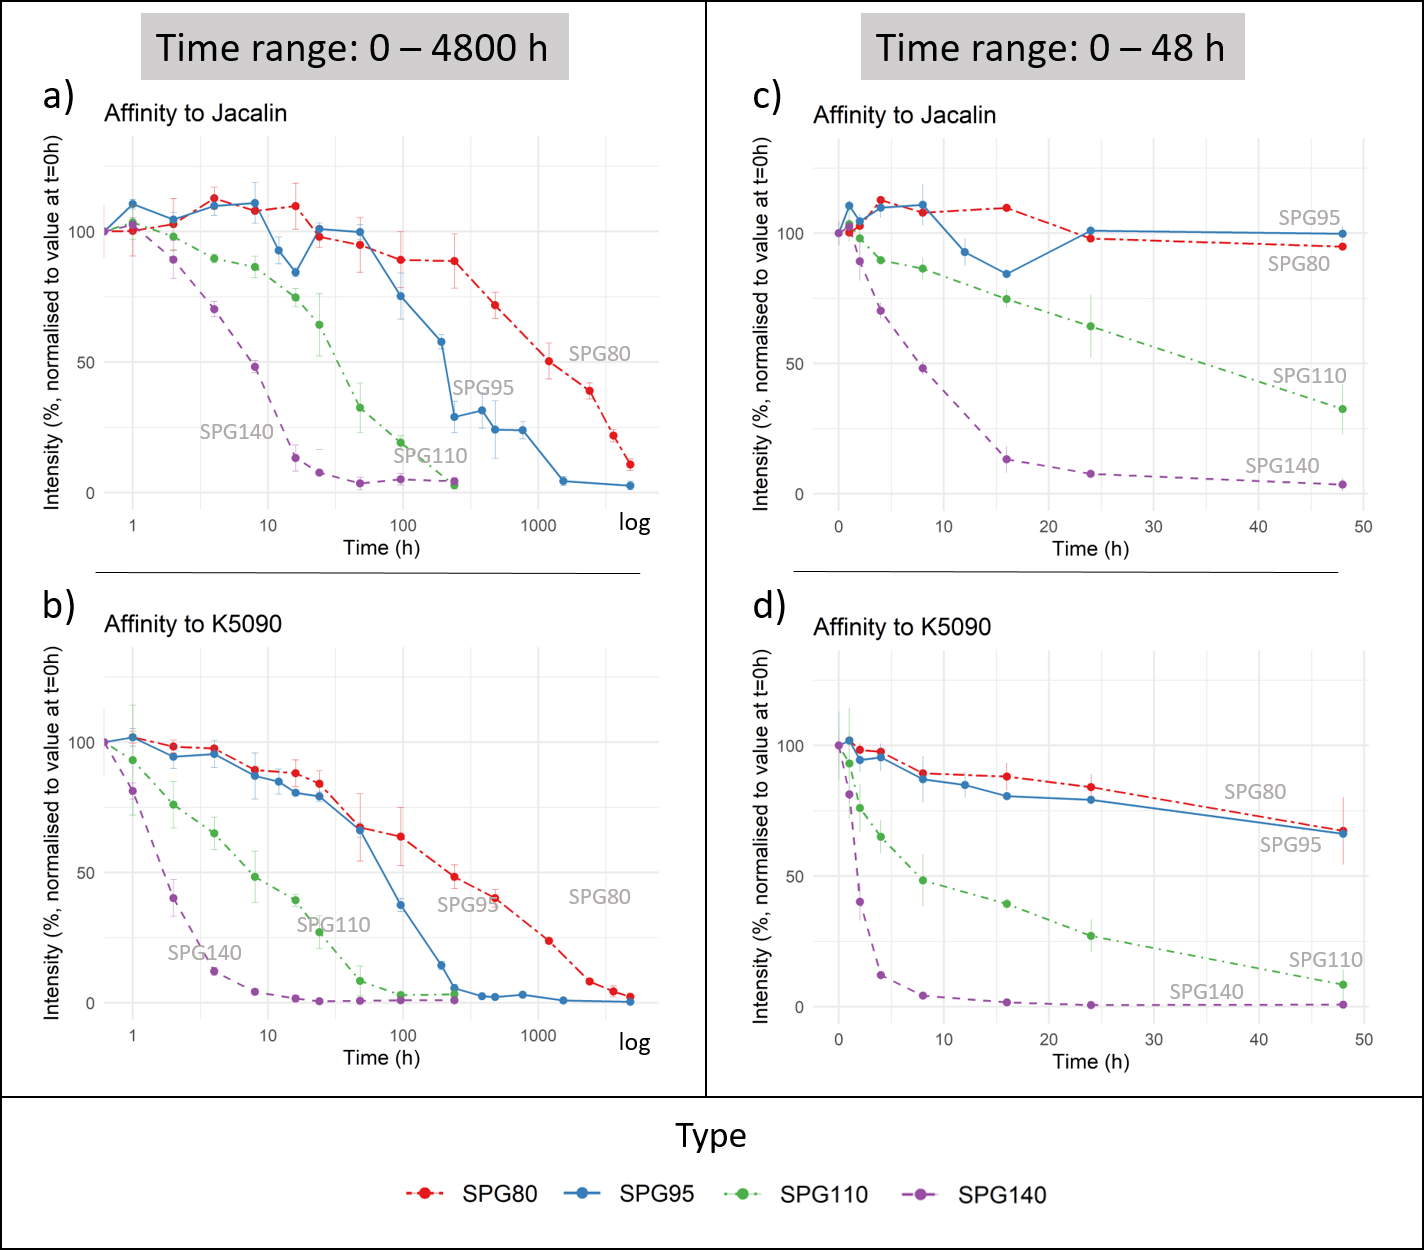 Time range: 0 – 4800 h
a)
Affinity to Jacalin
Intensity (%, normalised to value at t=0h)
100
50
0
SPG80
SPG95
SPG140
SPG110
1
10
100
1000
log
Time (h)
b)
Affinity to K5090
Intensity (%, normalised to value at t=0h)
100
50
0
SPG80
SPG95
SPG110
SPG140
1
10
100
1000
log
Time (h)
Time range: 0 – 48 h
c)
Affinity to Jacalin
Intensity (%, normalised to value at t=0h)
100
50
0
SPG95
SPG80
SPG110
SPG140
0
10
20
30
40
50
Time (h)
d)
Affinity to K5090
Intensity (%, normalised to value at t=0h)
100
50
0
SPG80
SPG95
SPG110
SPG140
0
10
20
30
40
50
Time (h)
Type
SPG80 SPG95 SPG110 SPG140